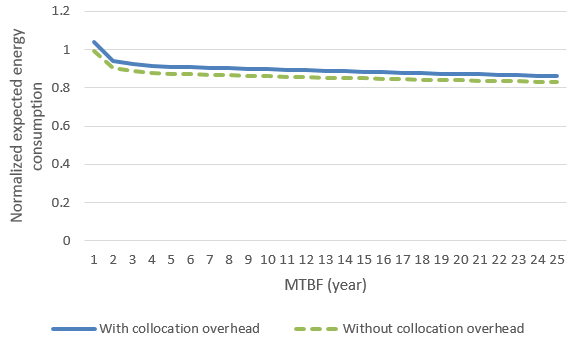 Normalized expected energy
consumption
1.2
1
0.8
0.6
0.4
0.2
0
1 2 3 4 5 6 7 8 9 10 11 12 13 14 15 16 17 18 19 20 21 22 23 24 25
MTBF (year)
With collocation overhead
Without collocation overhead